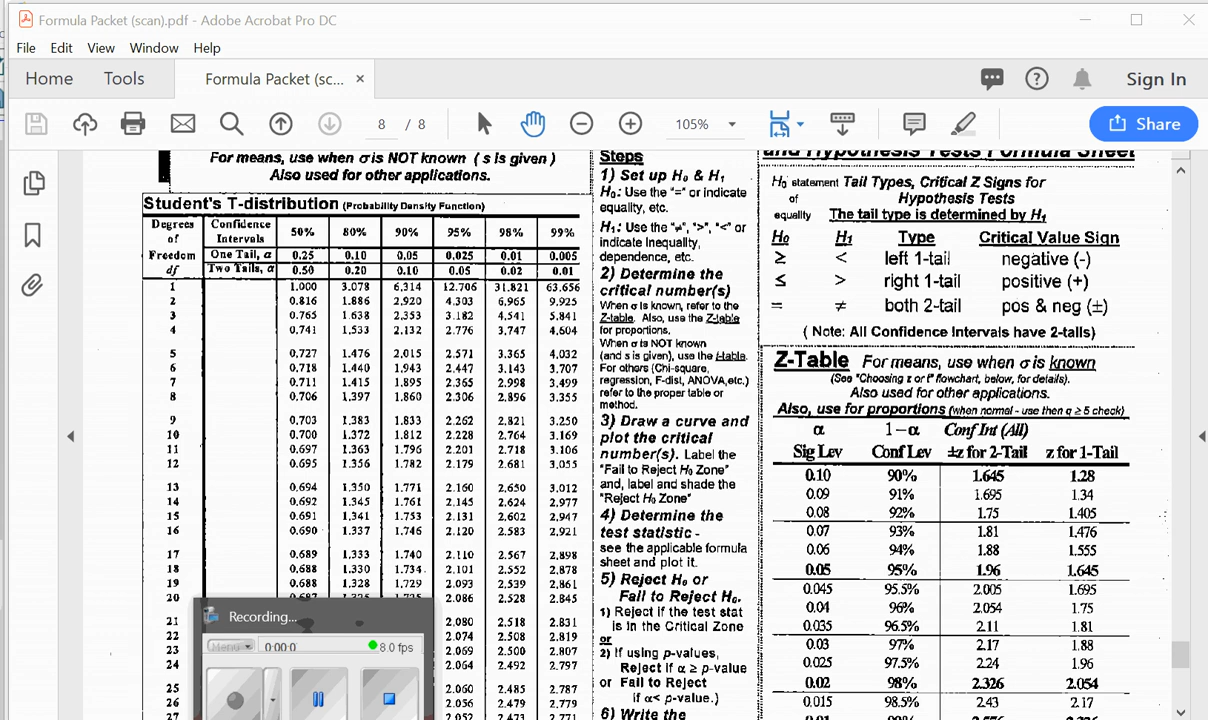 Formula Packet (scan).pdf - Adobe Acrobat Pro DC
File Edit View Window Help
Home Tools Formula Packet (sc... × Sign In
8 / 8 105% Share
For means, use when σ is NOT known ( s is given )
Also used for other applications.
Student's T-distribution (Probability Density Function)
Degrees of Freedom df Confidence Intervals 50% 80% 90% 95% 98% 99%
One Tail, α 0.25 0.10 0.05 0.025 0.01 0.005
Two Tails, α 0.50 0.20 0.10 0.05 0.02 0.01
1 1.000 3.078 6.314 12.706 31.821 63.656
2 0.816 1.886 2.920 4.303 6.965 9.925
3 0.765 1.638 2.353 3.182 4.541 5.841
4 0.741 1.533 2.132 2.776 3.747 4.604
5 0.727 1.476 2.015 2.571 3.365 4.032
6 0.718 1.440 1.943 2.447 3.143 3.707
7 0.711 1.415 1.895 2.365 2.998 3.499
8 0.706 1.397 1.860 2.306 2.896 3.355
9 0.703 1.383 1.833 2.262 2.821 3.250
10 0.700 1.372 1.812 2.228 2.764 3.169
11 0.697 1.363 1.796 2.201 2.718 3.106
12 0.695 1.356 1.782 2.179 2.681 3.055
13 0.694 1.350 1.771 2.160 2.650 3.012
14 0.692 1.345 1.761 2.145 2.624 2.977
15 0.691 1.341 1.753 2.131 2.602 2.947
16 0.690 1.337 1.746 2.120 2.583 2.921
17 0.689 1.333 1.740 2.110 2.567 2.898
18 0.688 1.330 1.734 2.101 2.552 2.878
19 0.688 1.328 1.729 2.093 2.539 2.861
20 2.086 2.528 2.845
21 2.080 2.518 2.831
22 2.074 2.508 2.819
23 2.069 2.500 2.807
24 2.064 2.492 2.797
25 2.060 2.485 2.787
26 2.056 2.479 2.779
27 2.052 2.473 2.771
Recording...
Menu 0:00:0 8.0 fps
Steps
1) Set up H₀ & H₁
H₀: Use the "=" or indicate
equality, etc.
H₁: Use the "≠", ">", "<" or
indicate Inequality,
dependence, etc.
2) Determine the
critical number(s)
When σ is known, refer to the
Z-table. Also, use the Z-table
for proportions.
When σ is NOT known
(and s is given), use the t-table.
For others (Chi-square,
regression, F-dist, ANOVA,etc.)
refer to the proper table or
method.
3) Draw a curve and
plot the critical
number(s). Label the
"Fail to Reject H₀ Zone"
and, label and shade the
"Reject H₀ Zone"
4) Determine the
test statistic -
see the applicable formula
sheet and plot it.
5) Reject H₀ or
Fail to Reject H₀.
1) Reject if the test stat
is in the Critical Zone
or
2) If using p-values,
Reject if α ≥ p-value
or Fail to Reject
if α< p-value.)
6) Write the
and Hypothesis Tests Formula Sheet
H₀ statement of equality Tail Types, Critical Z Signs for
Hypothesis Tests
The tail type is determined by H₁
H₀ H₁ Type Critical Value Sign
≥ < left 1-tail negative (-)
≤ > right 1-tail positive (+)
= ≠ both 2-tail pos & neg (±)
( Note: All Confidence Intervals have 2-tails)
Z-Table For means, use when σ is known
(See "Choosing z or t" flowchart, below, for details).
Also used for other applications.
Also, use for proportions (when normal - use then α ≥ 5 check)
α 1−α Conf Int (All)
Sig Lev Conf Lev ±z for 2-Tail z for 1-Tail
0.10 90% 1.645 1.28
0.09 91% 1.695 1.34
0.08 92% 1.75 1.405
0.07 93% 1.81 1.476
0.06 94% 1.88 1.555
0.05 95% 1.96 1.645
0.045 95.5% 2.005 1.695
0.04 96% 2.054 1.75
0.035 96.5% 2.11 1.81
0.03 97% 2.17 1.88
0.025 97.5% 2.24 1.96
0.02 98% 2.326 2.054
0.015 98.5% 2.43 2.17